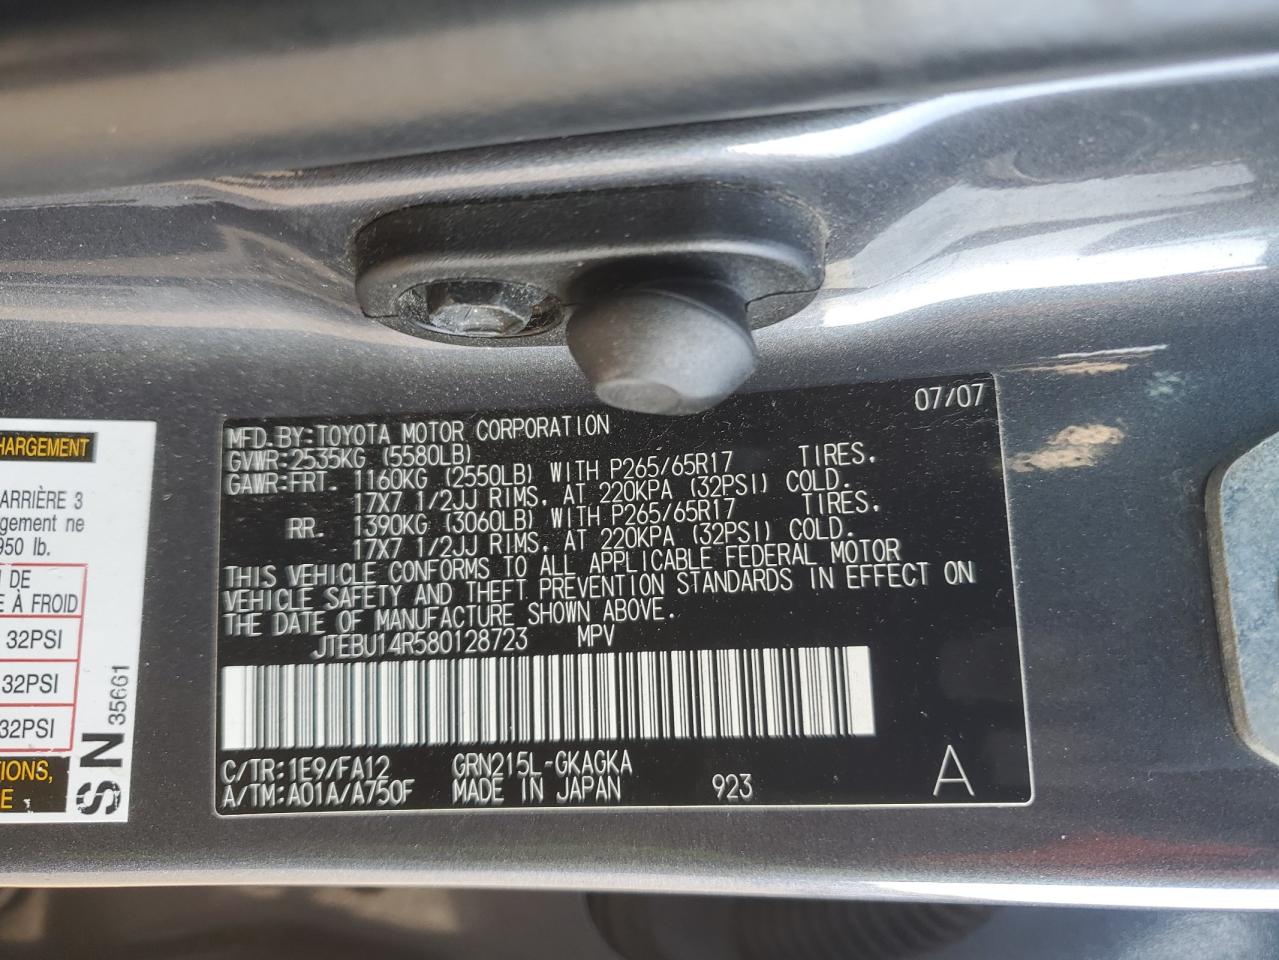 07/07
MFD.BY:TOYOTA MOTOR CORPORATION
GVWR:2535KG (5580LB)
GAWR:FRT. 1160KG (2550LB) WITH P265/65R17 TIRES.
17X7 1/2JJ RIMS. AT 220KPA (32PSI) COLD.
RR. 1390KG (3060LB) WITH P265/65R17 TIRES.
17X7 1/2JJ RIMS. AT 220KPA (32PSI) COLD.
THIS VEHICLE CONFORMS TO ALL APPLICABLE FEDERAL MOTOR
VEHICLE SAFETY AND THEFT PREVENTION STANDARDS IN EFFECT ON
THE DATE OF MANUFACTURE SHOWN ABOVE.
JTEBU14R580128723 MPV
C/TR:1E9/FA12 GRN215L-GKAGKA
A/TM:A01A/A750F MADE IN JAPAN 923 A
HARGEMENT
ARRIÈRE 3
rgement ne
950 lb.
N DE
E À FROID
32PSI
32PSI
32PSI
TIONS,
E
SN 35661